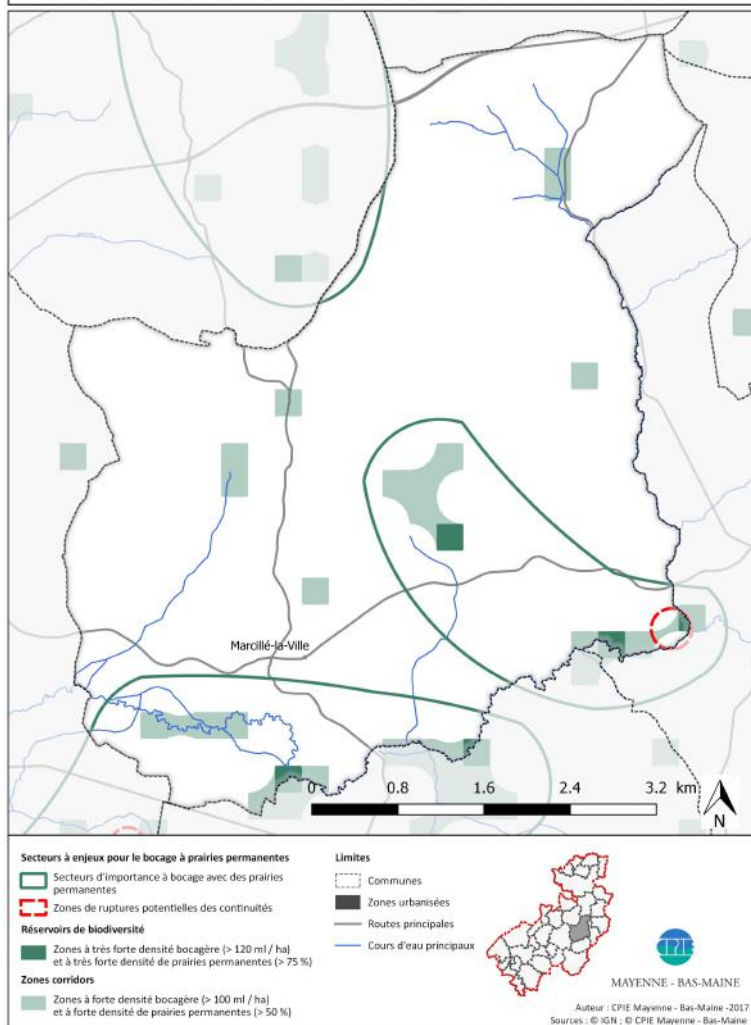 Marcillé-la-Ville
0 0.8 1.6 2.4 3.2 km
N
Secteurs à enjeux pour le bocage à prairies permanentes
Secteurs d'importance à bocage avec des prairies
permanentes
Zones de ruptures potentielles des continuités
Réservoirs de biodiversité
Zones à très forte densité bocagère (> 120 ml / ha)
et à très forte densité de prairies permanentes (> 75 %)
Zones corridors
Zones à forte densité bocagère (> 100 ml / ha)
et à forte densité de prairies permanentes (> 50 %)
Limites
Communes
Zones urbanisées
Routes principales
Cours d'eau principaux
CPIE
MAYENNE - BAS-MAINE
Auteur : CPIE Mayenne - Bas-Maine -2017
Sources : © IGN ; © CPIE Mayenne - Bas-Maine